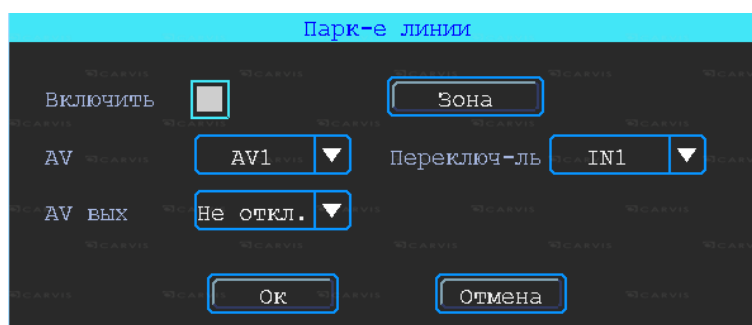 Парк-е линии
Включить Зона
AV AV1 Переключ-ль IN1
AV вых Не откл.
Ок Отмена